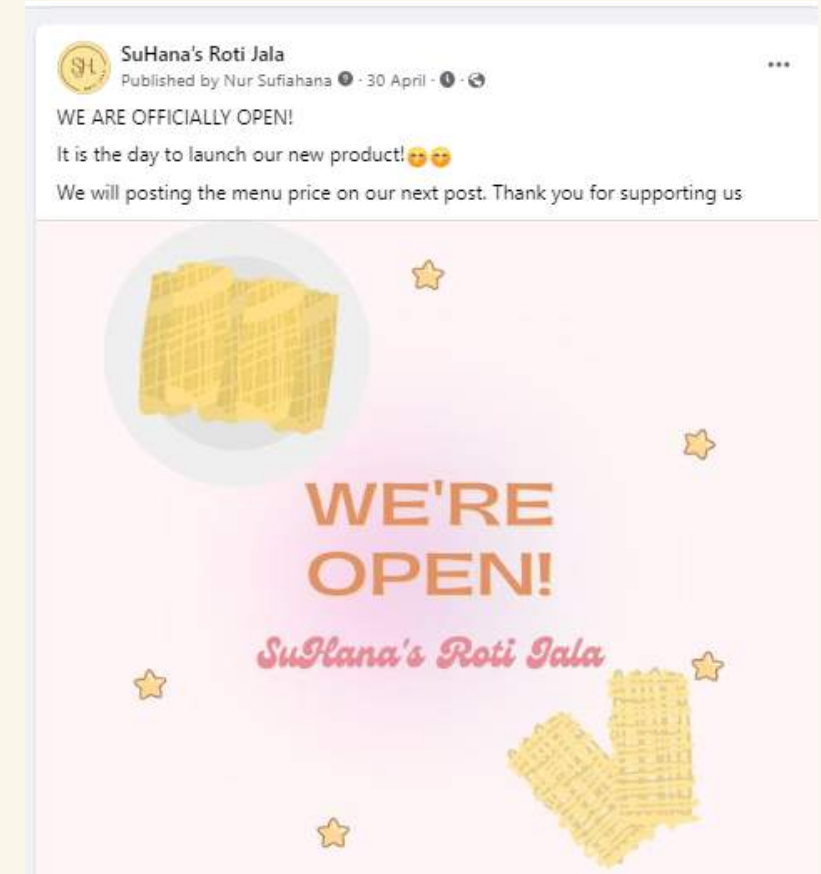 SH
SuHana's Roti Jala
Published by Nur Sufiahana · 30 April ·
WE ARE OFFICIALLY OPEN!
It is the day to launch our new product!😋😋
We will posting the menu price on our next post. Thank you for supporting us
WE'RE
OPEN!
SuHana's Roti Jala